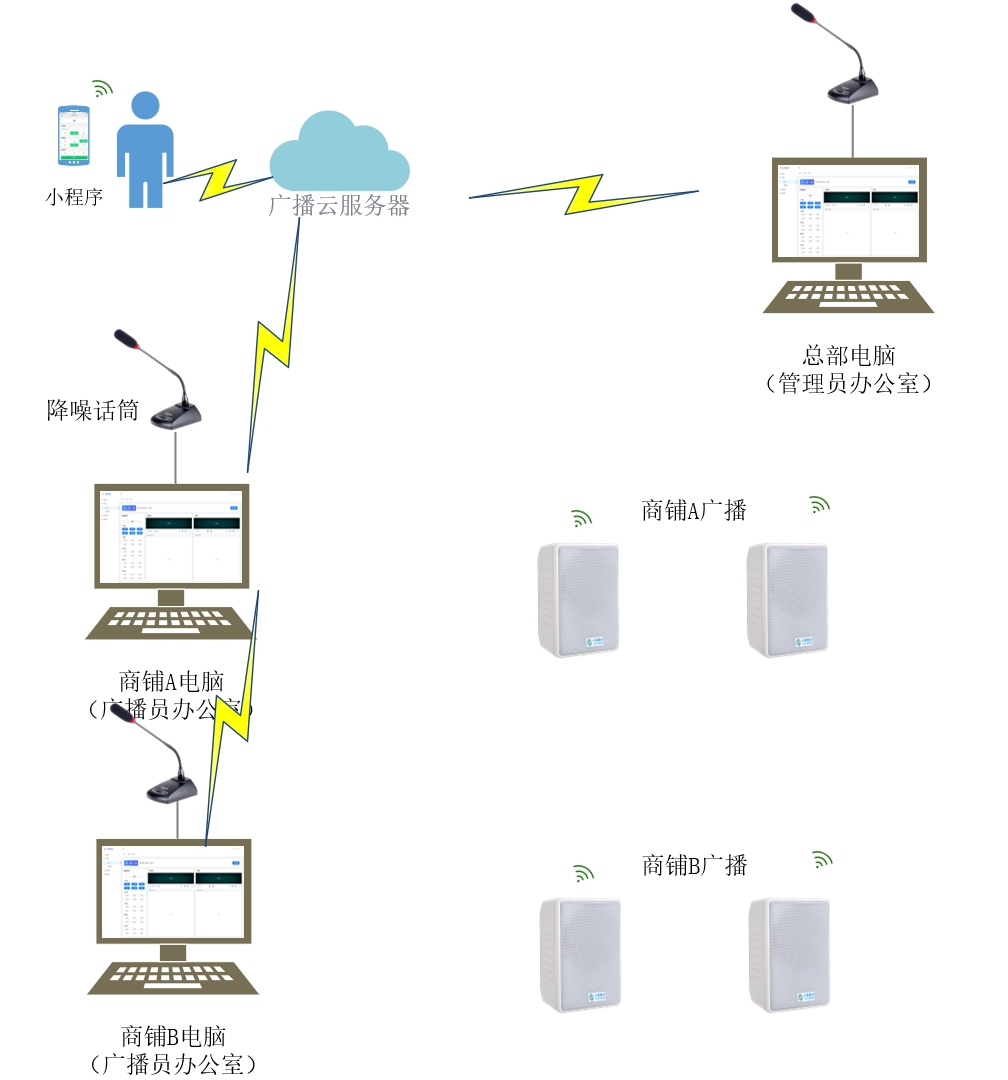 小程序
广播云服务器
总部电脑
（管理员办公室）
降噪话筒
商铺A广播
商铺A电脑
（广播员办公室）
商铺B广播
商铺B电脑
（广播员办公室）